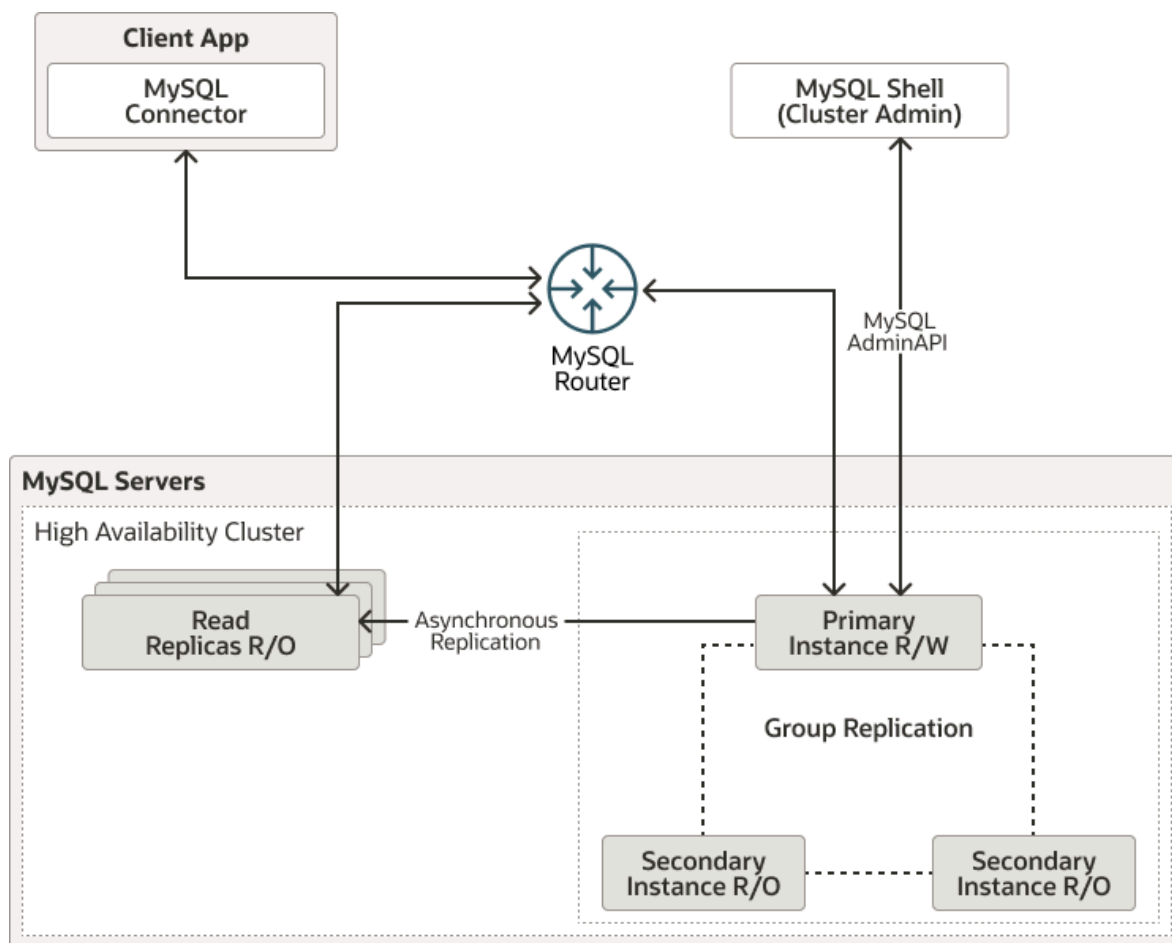 Client App
MySQL
Connector
MySQL Shell
(Cluster Admin)
MySQL
Router
MySQL
AdminAPI
MySQL Servers
High Availability Cluster
Read
Replicas R/O
Asynchronous
Replication
Primary
Instance R/W
Group Replication
Secondary
Instance R/O
Secondary
Instance R/O